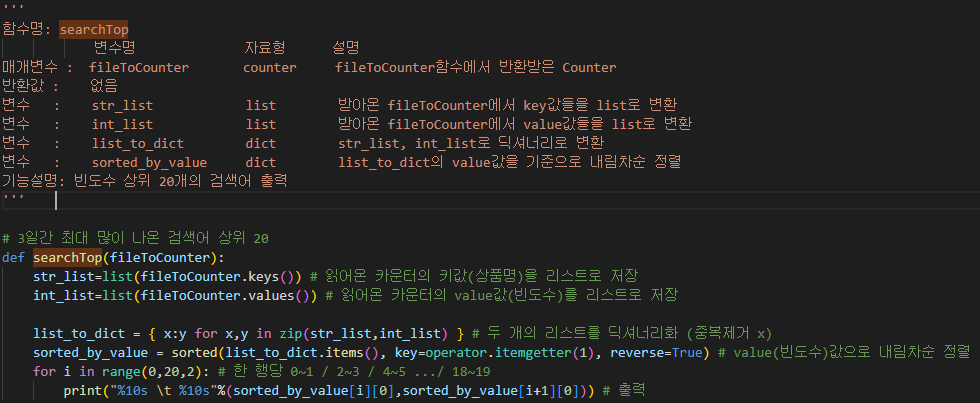 '''
함수명: searchTop
변수명 자료형 설명
매개변수 : fileToCounter counter fileToCounter함수에서 반환받은 Counter
반환값 : 없음
변수 : str_list list 받아온 fileToCounter에서 key값들을 list로 변환
변수 : int_list list 받아온 fileToCounter에서 value값들을 list로 변환
변수 : list_to_dict dict str_list, int_list로 딕셔너리로 변환
변수 : sorted_by_value dict list_to_dict의 value값을 기준으로 내림차순 정렬
기능설명: 빈도수 상위 20개의 검색어 출력
'''
# 3일간 최대 많이 나온 검색어 상위 20
def searchTop(fileToCounter):
    str_list=list(fileToCounter.keys()) # 읽어온 카운터의 키값(상품명)을 리스트로 저장
    int_list=list(fileToCounter.values()) # 읽어온 카운터의 value값(빈도수)를 리스트로 저장
    list_to_dict = { x:y for x,y in zip(str_list,int_list) } # 두 개의 리스트를 딕셔너리화 (중복제거 x)
    sorted_by_value = sorted(list_to_dict.items(), key=operator.itemgetter(1), reverse=True) # value(빈도수)값으로 내림차순 정렬
    for i in range(0,20,2): # 한 행당 0~1 / 2~3 / 4~5 .../ 18~19
        print("%10s \t %10s"%(sorted_by_value[i][0],sorted_by_value[i+1][0])) # 출력